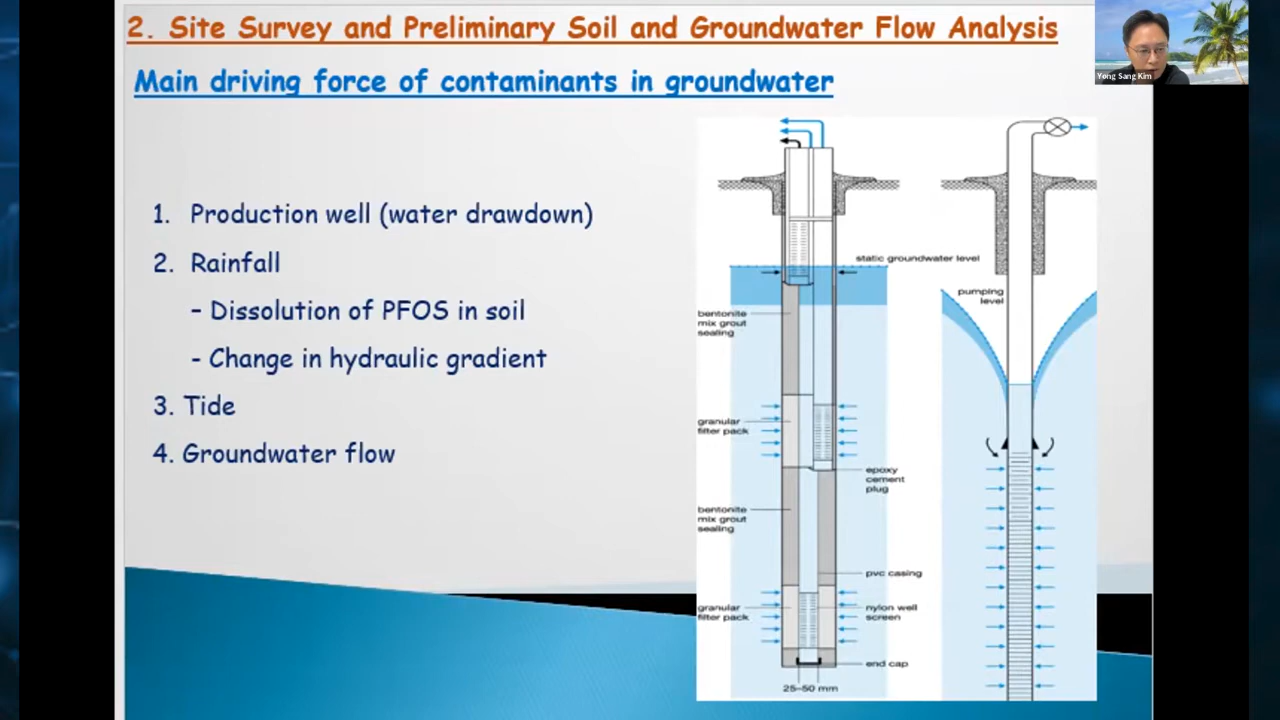 2. Site Survey and Preliminary Soil and Groundwater Flow Analysis
Main driving force of contaminants in groundwater
Yong Sang Kim
1. Production well (water drawdown)
2. Rainfall
- Dissolution of PFOS in soil
- Change in hydraulic gradient
3. Tide
4. Groundwater flow
static groundwater level
pumping
level
bentonite
mix grout
sealing
granular
filter pack
epoxy
cement
plug
bentonite
mix grout
sealing
pvc casing
granular
filter pack
nylon well
screen
end cap
25-50 mm